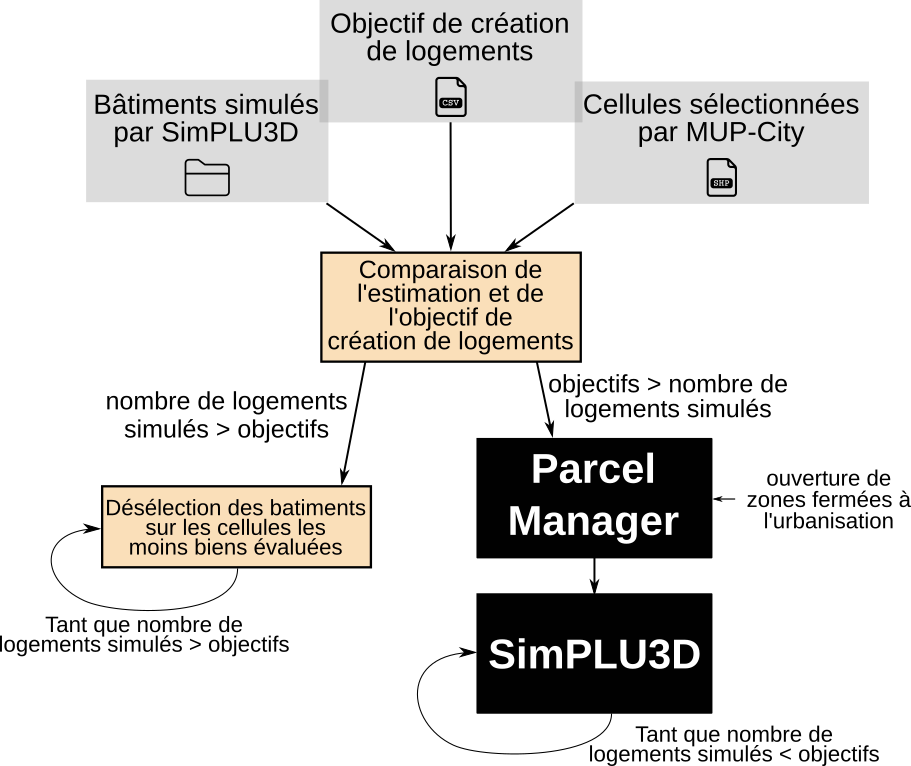 Objectif de création
de logements
CSV
Bâtiments simulés
par SimPLU3D
Cellules sélectionnées
par MUP-City
SHP
Comparaison de
l'estimation et de
l'objectif de
création de logements
nombre de logements
simulés > objectifs
objectifs > nombre de
logements simulés
Désélection des batiments
sur les cellules les
moins biens évaluées
Tant que nombre de
logements simulés > objectifs
Parcel
Manager
ouverture de
zones fermées à
l'urbanisation
SimPLU3D
Tant que nombre de
logements simulés < objectifs